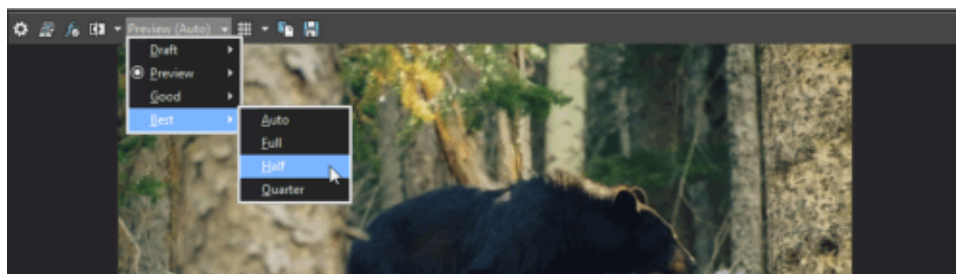 Preview (Auto)
Draft
Preview
Good
Best
Auto
Full
Half
Quarter